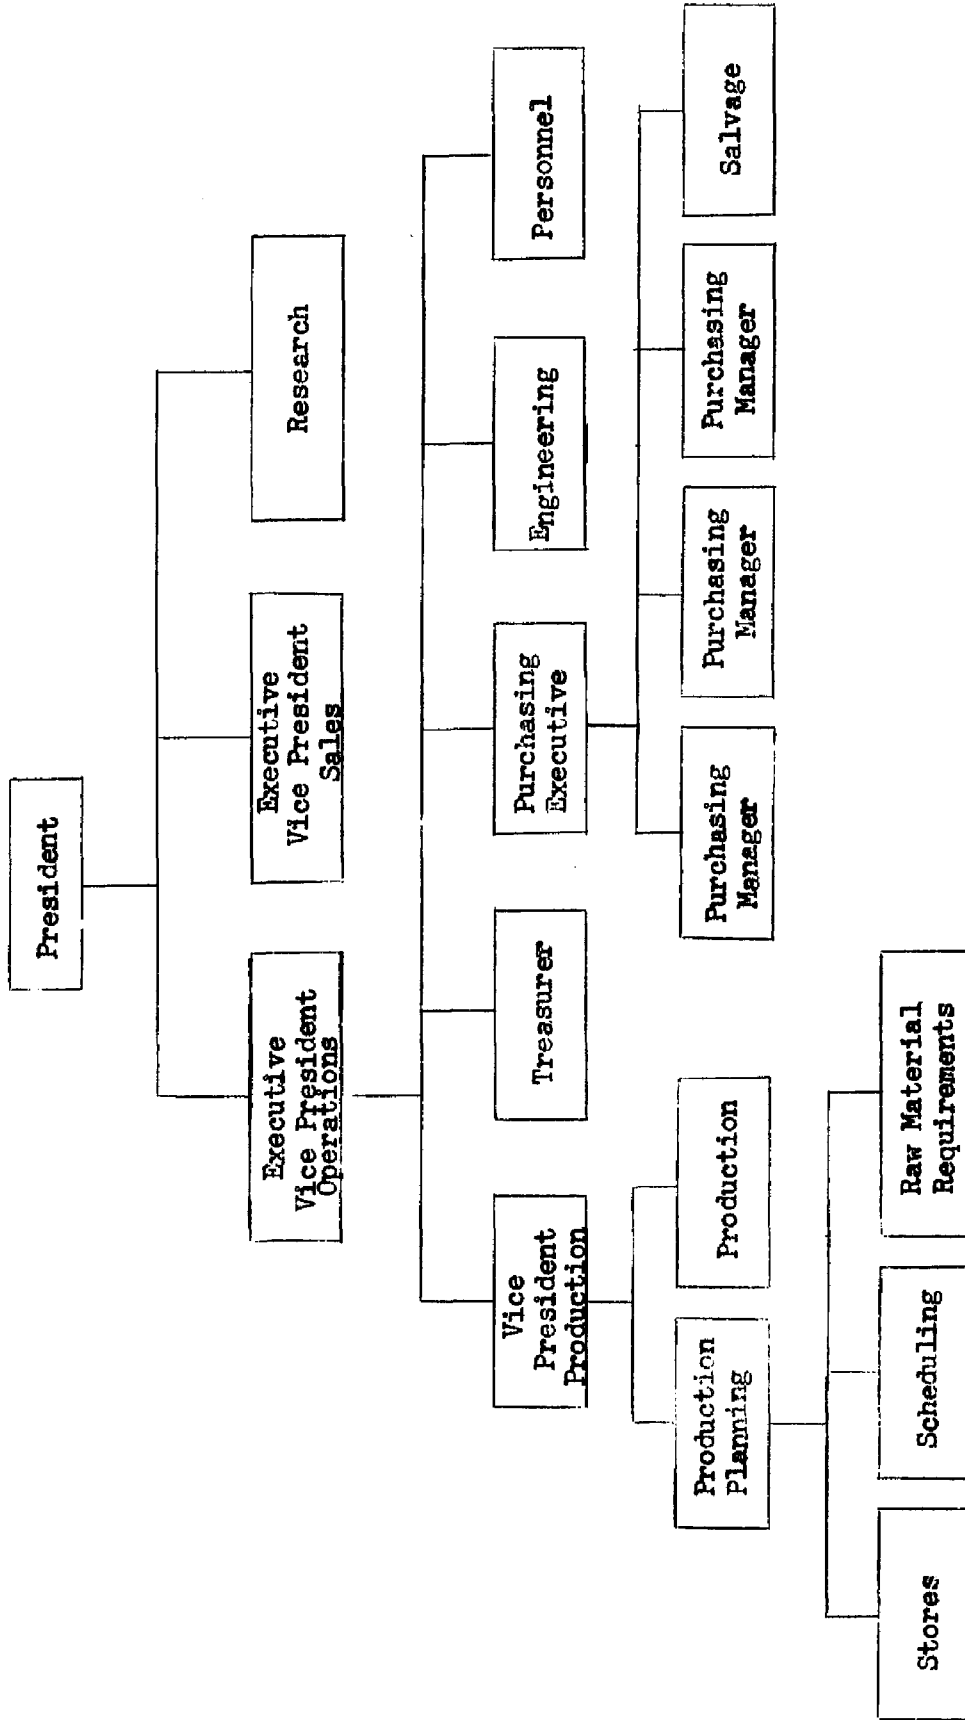 President
Executive
Vice President
Operations
Executive
Vice President
Sales
Research
Vice
President
Production
Treasurer
Purchasing
Executive
Engineering
Personnel
Production
Planning
Production
Purchasing
Manager
Purchasing
Manager
Purchasing
Manager
Salvage
Stores
Scheduling
Raw Material
Requirements